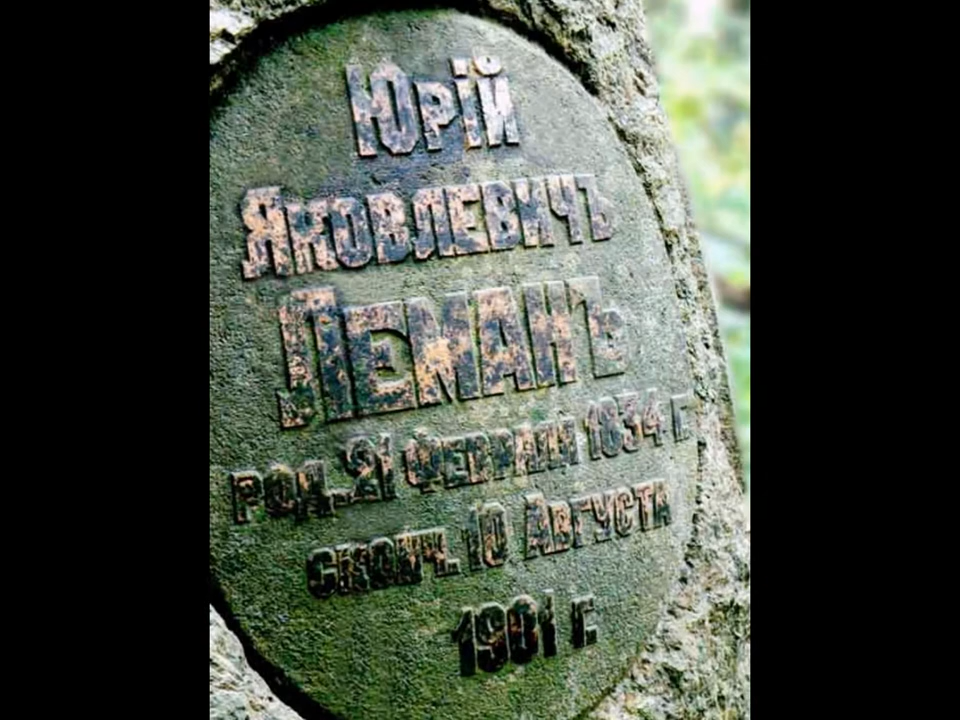 Юрій
Яковлевичъ
Леманъ
род. 21 Февраля 1834 г.
сконч. 10 Августа
1901 г.